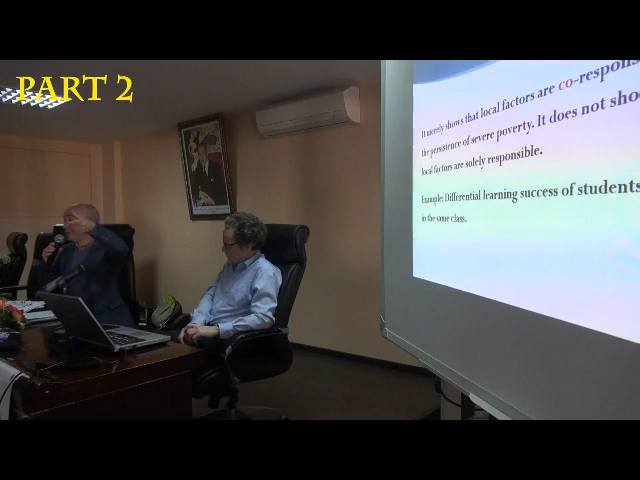 PART 2
It merely shows that local factors are co-respons
the persistence of severe poverty. It does not sho
local factors are solely responsible.
Example: Differential learning success of students
in the same class.